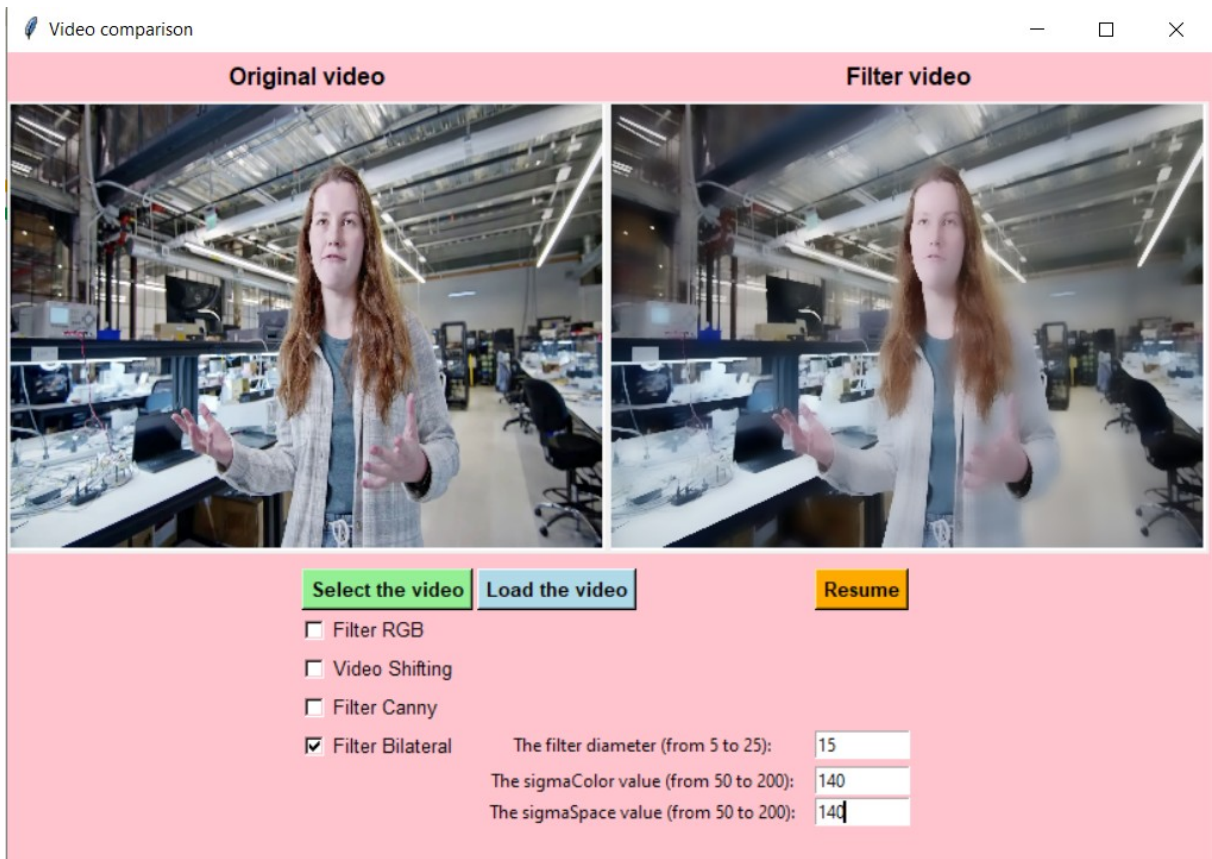 Video comparison
Original video
Filter video
Select the video
Load the video
Resume
Filter RGB
Video Shifting
Filter Canny
Filter Bilateral
The filter diameter (from 5 to 25):
15
The sigmaColor value (from 50 to 200):
140
The sigmaSpace value (from 50 to 200):
140